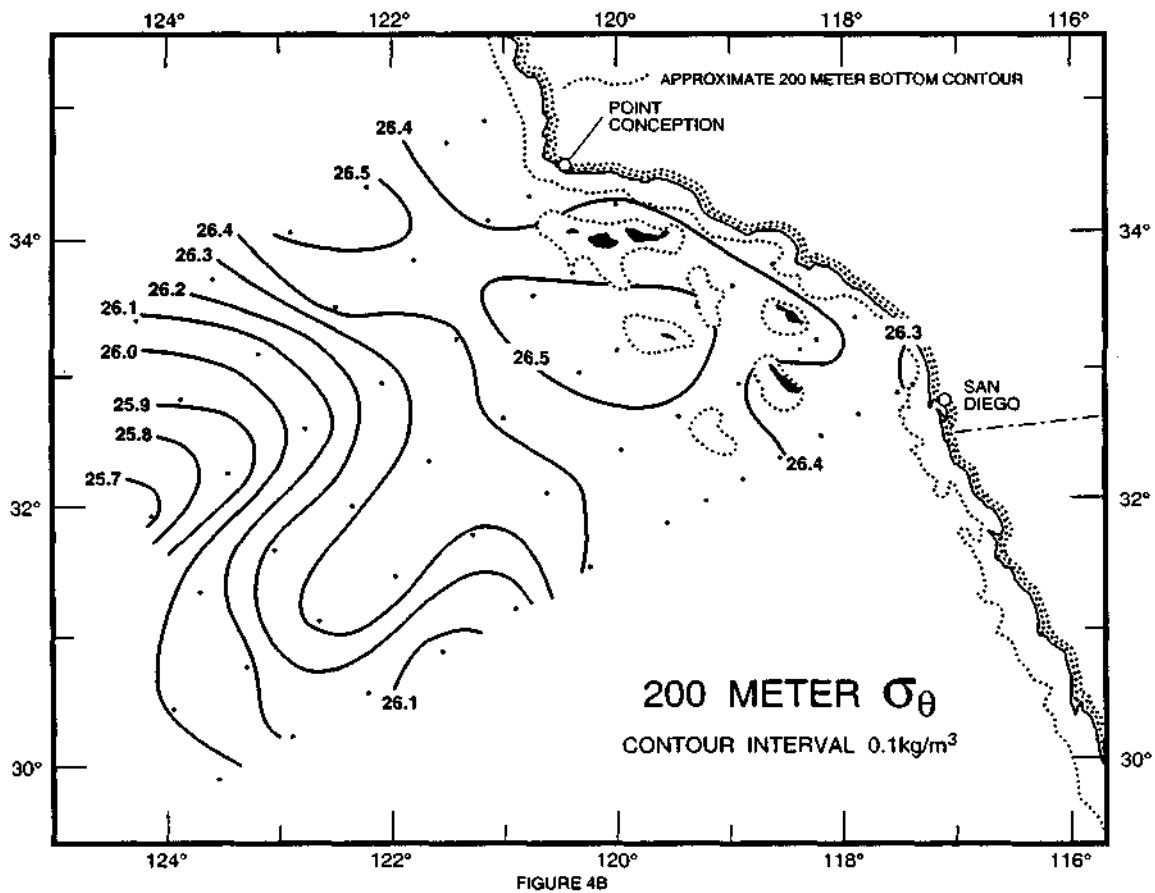 124° 122° 120° 118° 116°
APPROXIMATE 200 METER BOTTOM CONTOUR
POINT
CONCEPTION
26.4
26.5
26.4
34° 34°
26.3
26.2
26.1
26.3
26.0
26.5
SAN
DIEGO
25.9
25.8
26.4
25.7
32° 32°
200 METER σθ
26.1
CONTOUR INTERVAL 0.1kg/m³
30° 30°
124° 122° 120° 118° 116°
FIGURE 4B